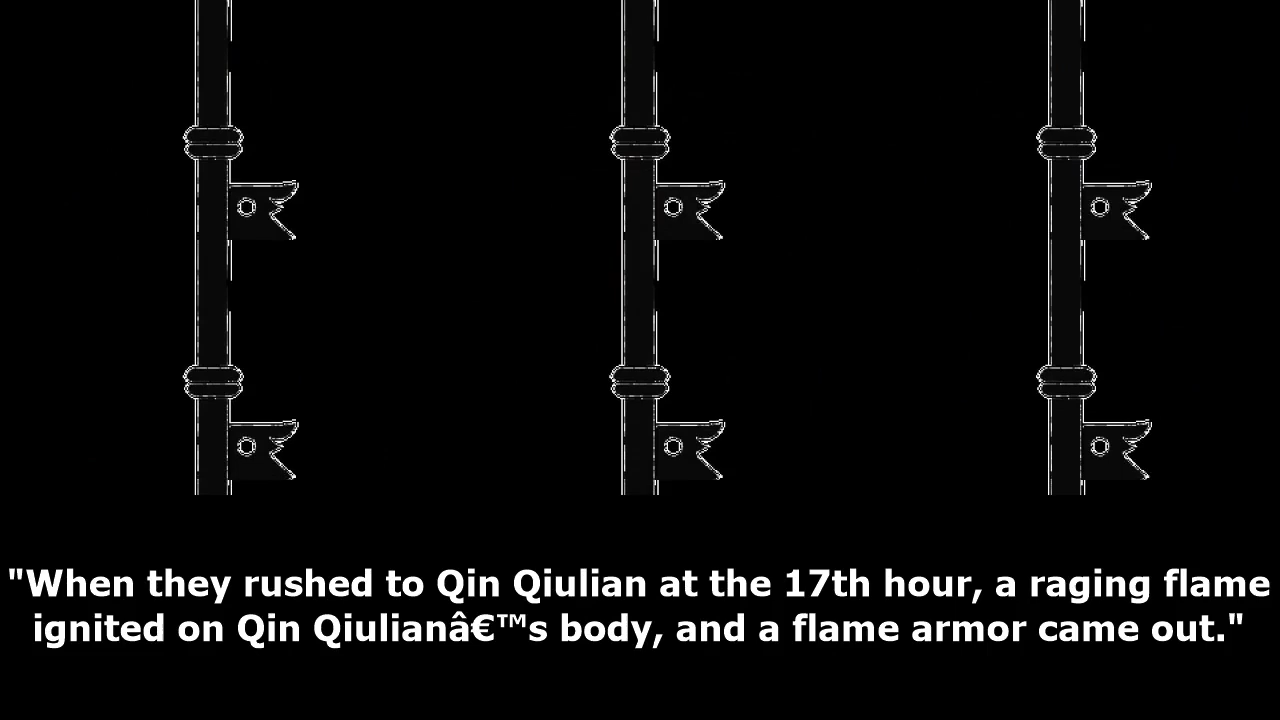 "When they rushed to Qin Qiulian at the 17th hour, a raging flame
ignited on Qin Qiulianâ€™s body, and a flame armor came out."